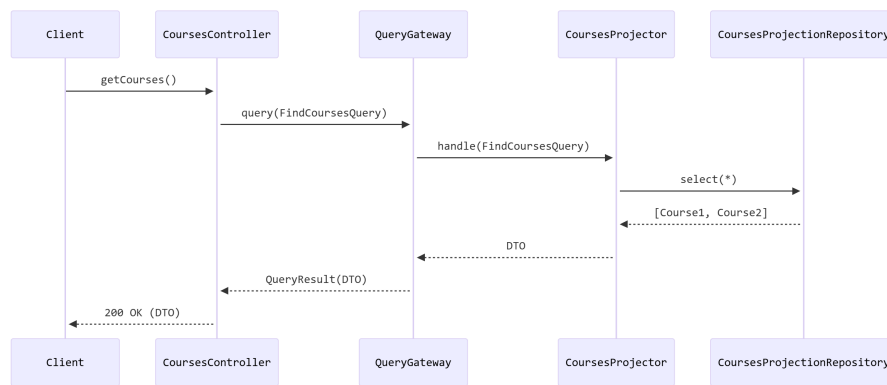 Client CoursesController QueryGateway CoursesProjector CoursesProjectionRepository
getCourses()
query(FindCoursesQuery)
handle(FindCoursesQuery)
select(*)
[Course1, Course2]
DTO
QueryResult(DTO)
200 OK (DTO)
Client CoursesController QueryGateway CoursesProjector CoursesProjectionRepository